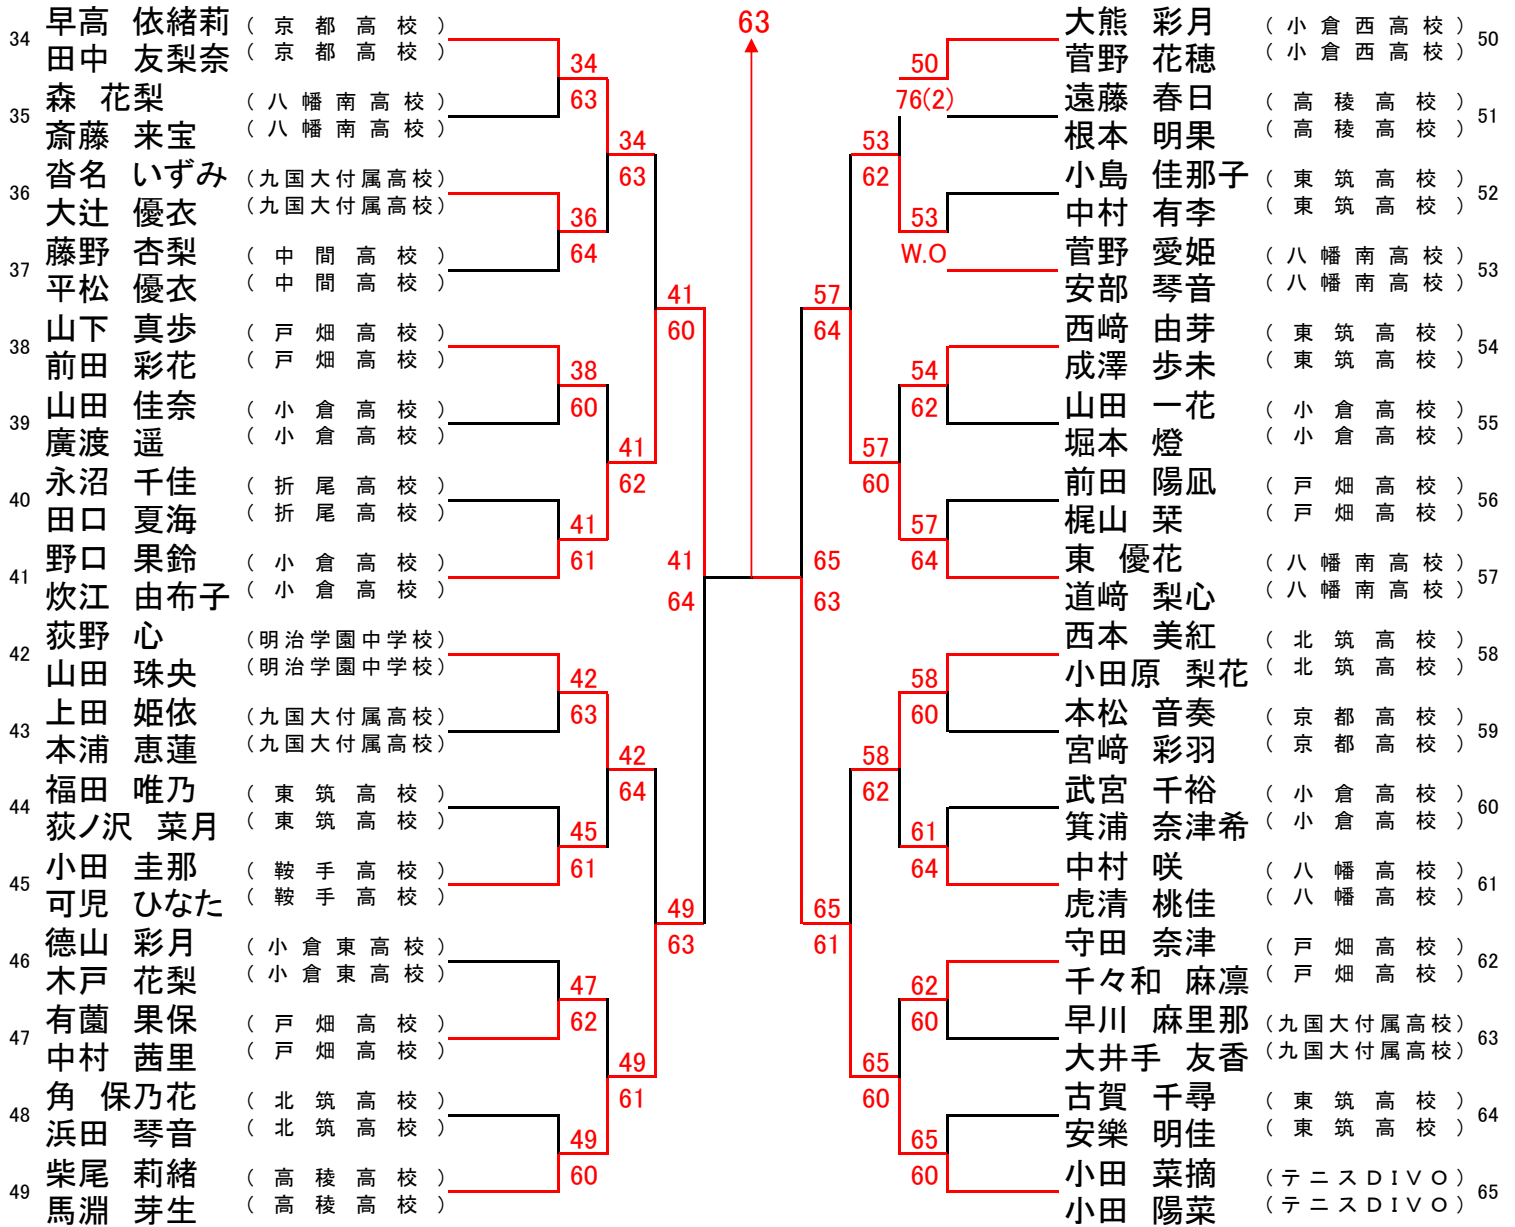 34 早高 依緒莉 (京都高校)
田中 友梨奈 (京都高校)
35 森 花梨 (八幡南高校)
斎藤 来宝 (八幡南高校)
36 沓名 いずみ (九国大付属高校)
大辻 優衣 (九国大付属高校)
37 藤野 杏梨 (中間高校)
平松 優衣 (中間高校)
38 山下 真歩 (戸畑高校)
前田 彩花 (戸畑高校)
39 山田 佳奈 (小倉高校)
廣渡 遥 (小倉高校)
40 永沼 千佳 (折尾高校)
田口 夏海 (折尾高校)
41 野口 果鈴 (小倉高校)
炊江 由布子 (小倉高校)
42 荻野 心 (明治学園中学校)
山田 珠央 (明治学園中学校)
43 上田 姫依 (九国大付属高校)
本浦 恵蓮 (九国大付属高校)
44 福田 唯乃 (東筑高校)
荻ノ沢 菜月 (東筑高校)
45 小田 圭那 (鞍手高校)
可児 ひなた (鞍手高校)
46 德山 彩月 (小倉東高校)
木戸 花梨 (小倉東高校)
47 有薗 果保 (戸畑高校)
中村 茜里 (戸畑高校)
48 角 保乃花 (北筑高校)
浜田 琴音 (北筑高校)
49 柴尾 莉緒 (高稜高校)
馬淵 芽生 (高稜高校)
34
63
36
64
38
60
41
61
42
63
45
61
47
62
49
60
34
63
41
62
42
64
49
61
41
60
49
63
41
64
63
65
63
57
64
65
61
53
62
57
60
58
62
65
60
50
76(2)
53
W.O
54
62
57
64
58
60
61
64
62
60
65
60
大熊 彩月 (小倉西高校) 50
菅野 花穂 (小倉西高校)
遠藤 春日 (高稜高校) 51
根本 明果 (高稜高校)
小島 佳那子 (東筑高校) 52
中村 有李 (東筑高校)
菅野 愛姫 (八幡南高校) 53
安部 琴音 (八幡南高校)
西﨑 由芽 (東筑高校) 54
成澤 歩未 (東筑高校)
山田 一花 (小倉高校) 55
堀本 燈 (小倉高校)
前田 陽凪 (戸畑高校) 56
梶山 栞 (戸畑高校)
東 優花 (八幡南高校) 57
道﨑 梨心 (八幡南高校)
西本 美紅 (北筑高校) 58
小田原 梨花 (北筑高校)
本松 音奏 (京都高校) 59
宮﨑 彩羽 (京都高校)
武宮 千裕 (小倉高校) 60
箕浦 奈津希 (小倉高校)
中村 咲 (八幡高校) 61
虎清 桃佳 (八幡高校)
守田 奈津 (戸畑高校) 62
千々和 麻凛 (戸畑高校)
早川 麻里那 (九国大付属高校) 63
大井手 友香 (九国大付属高校)
古賀 千尋 (東筑高校) 64
安樂 明佳 (東筑高校)
小田 菜摘 (テニスDIVO) 65
小田 陽菜 (テニスDIVO)